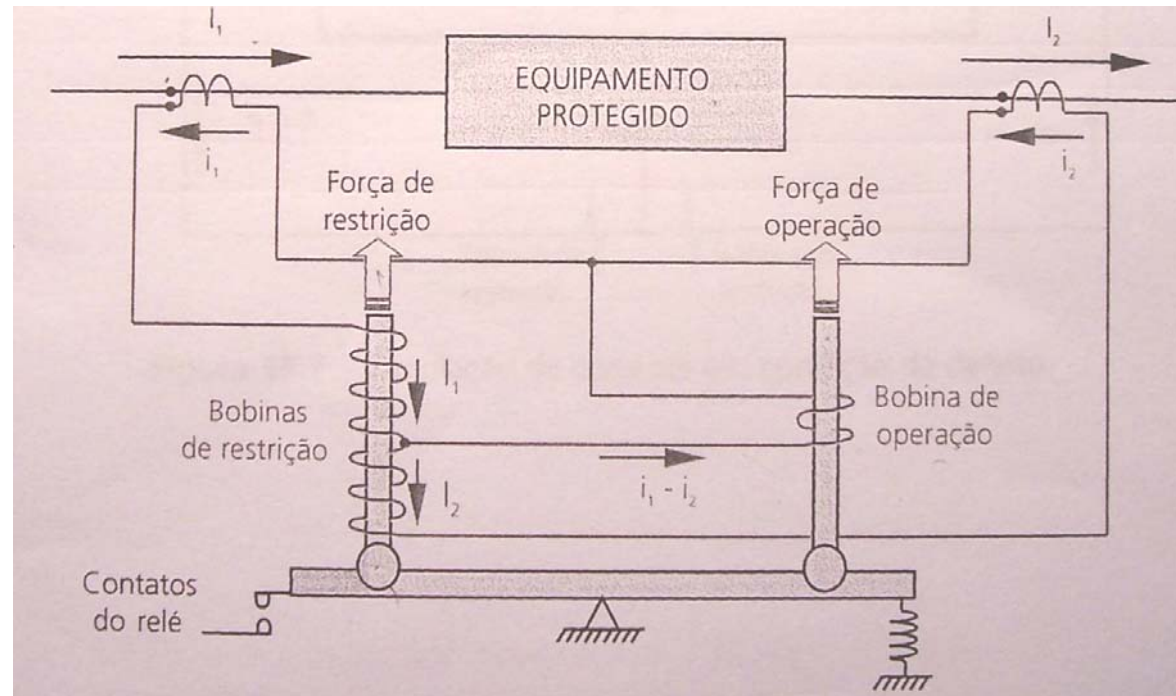 I₁
I₂
EQUIPAMENTO
PROTEGIDO
i₁
i₂
Força de
restrição
Força de
operação
Bobinas
de restrição
I₁
I₂
Bobina de
operação
i₁ - i₂
Contatos
do relé